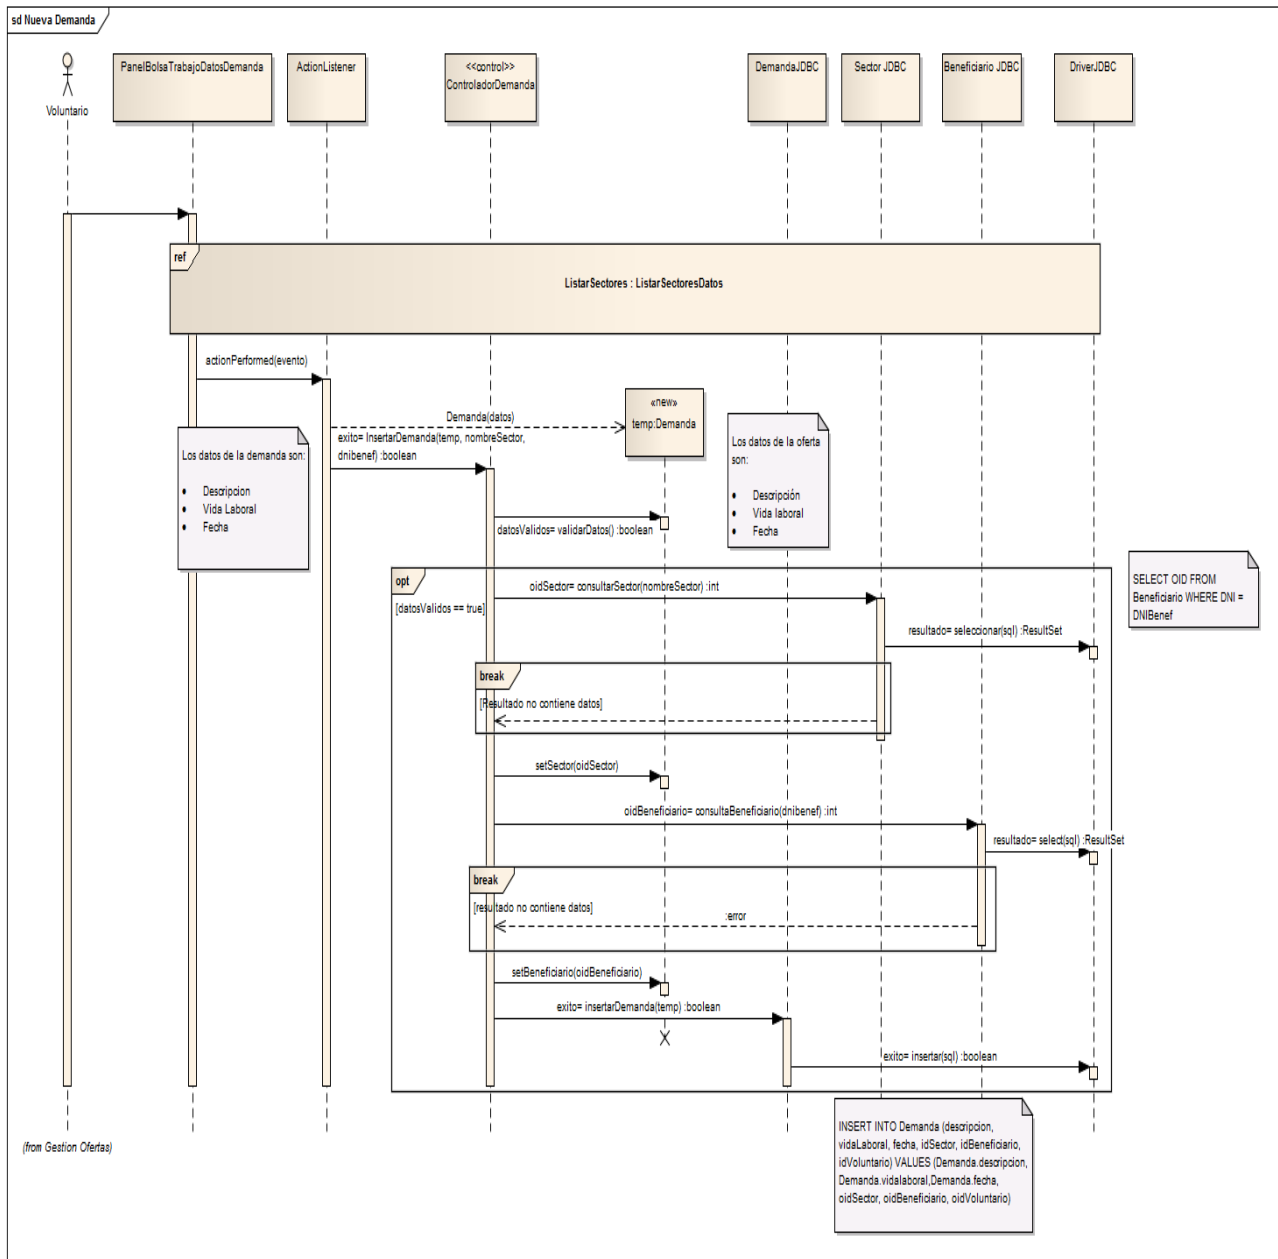 sd Nueva Demanda
Voluntario
PanelBolsaTrabajoDatosDemanda
ActionListener
<<control>>
ControladorDemanda
DemandaJDBC
Sector JDBC
Beneficiario JDBC
DriverJDBC
ref
ListarSectores : ListarSectoresDatos
actionPerformed(evento)
«new»
temp:Demanda
Demanda(datos)
exito= InsertarDemanda(temp, nombreSector,
dnibenef) :boolean
Los datos de la demanda son:
• Descripcion
• Vida Laboral
• Fecha
Los datos de la oferta
son:
• Descripción
• Vida laboral
• Fecha
datosValidos= validarDatos() :boolean
opt
[datosValidos == true]
oidSector= consultarSector(nombreSector) :int
SELECT OID FROM
Beneficiario WHERE DNI =
DNIBenef
resultado= seleccionar(sql) :ResultSet
break
[Resultado no contiene datos]
setSector(oidSector)
oidBeneficiario= consultaBeneficiario(dnibenef) :int
resultado= select(sql) :ResultSet
break
[resultado no contiene datos]
:error
setBeneficiario(oidBeneficiario)
exito= insertarDemanda(temp) :boolean
exito= insertar(sql) :boolean
INSERT INTO Demanda (descripcion,
vidaLaboral, fecha, idSector, idBeneficiario,
idVoluntario) VALUES (Demanda.descripcion,
Demanda.vidalaboral,Demanda.fecha,
oidSector, oidBeneficiario, oidVoluntario)
(from Gestion Ofertas)